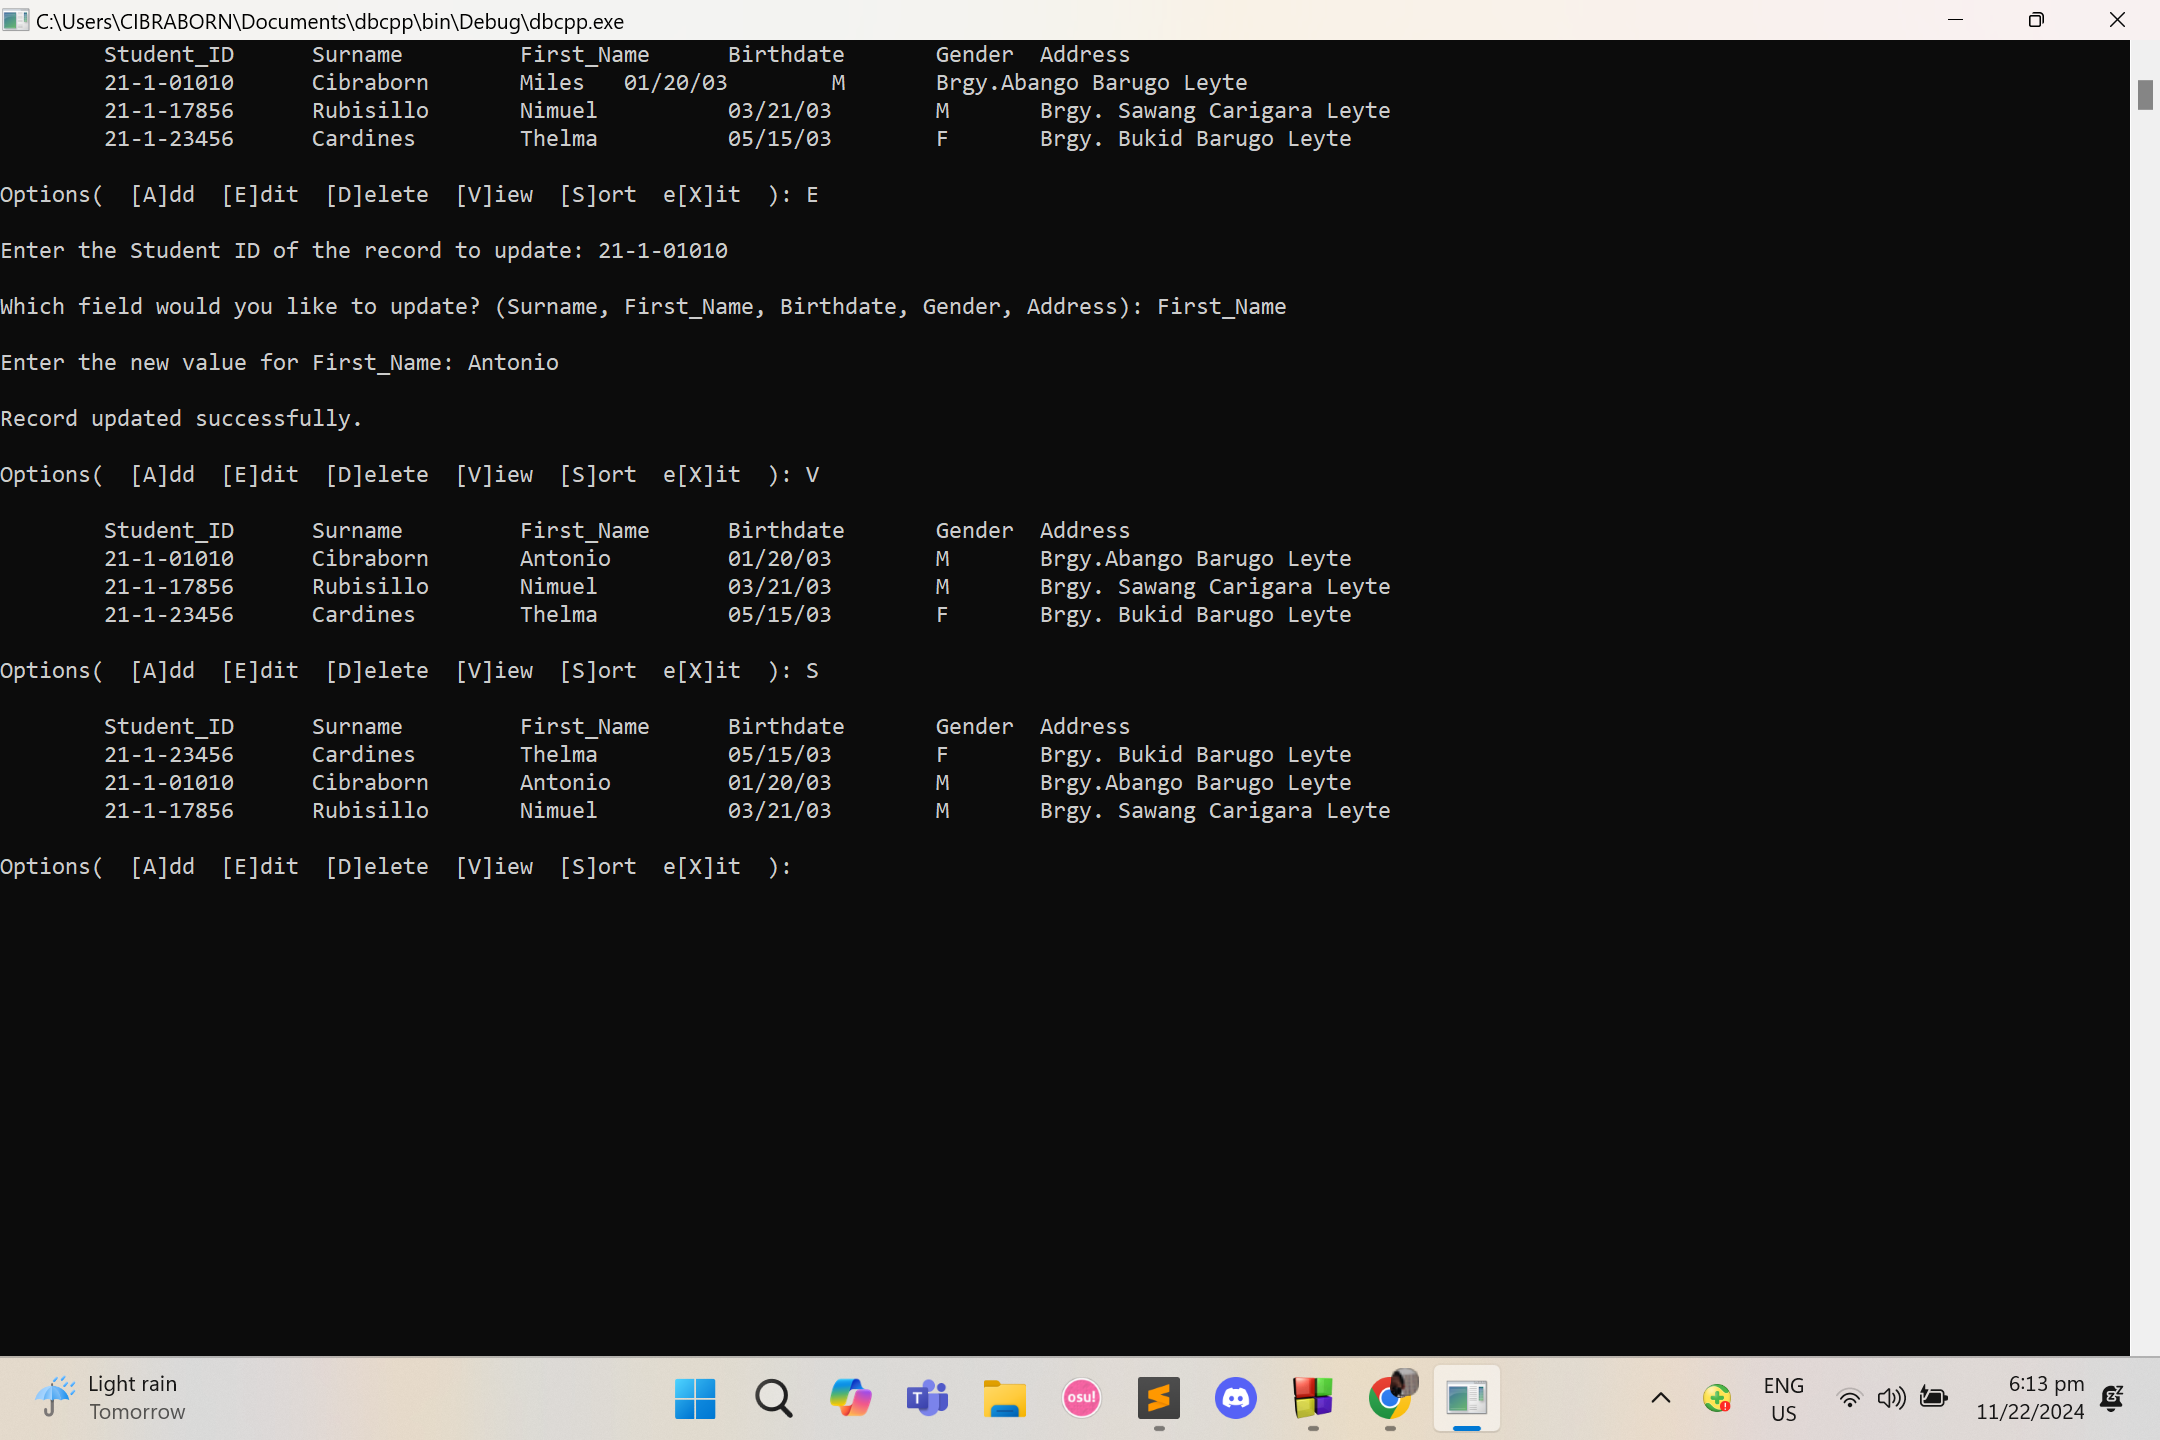 C:\Users\CIBRABORN\Documents\dbcpp\bin\Debug\dbcpp.exe
Student_ID Surname First_Name Birthdate Gender Address
21-1-01010 Cibraborn Miles 01/20/03 M Brgy.Abango Barugo Leyte
21-1-17856 Rubisillo Nimuel 03/21/03 M Brgy. Sawang Carigara Leyte
21-1-23456 Cardines Thelma 05/15/03 F Brgy. Bukid Barugo Leyte
Options(  [A]dd  [E]dit  [D]elete  [V]iew  [S]ort  e[X]it  ): E
Enter the Student ID of the record to update: 21-1-01010
Which field would you like to update? (Surname, First_Name, Birthdate, Gender, Address): First_Name
Enter the new value for First_Name: Antonio
Record updated successfully.
Options(  [A]dd  [E]dit  [D]elete  [V]iew  [S]ort  e[X]it  ): V
Student_ID Surname First_Name Birthdate Gender Address
21-1-01010 Cibraborn Antonio 01/20/03 M Brgy.Abango Barugo Leyte
21-1-17856 Rubisillo Nimuel 03/21/03 M Brgy. Sawang Carigara Leyte
21-1-23456 Cardines Thelma 05/15/03 F Brgy. Bukid Barugo Leyte
Options(  [A]dd  [E]dit  [D]elete  [V]iew  [S]ort  e[X]it  ): S
Student_ID Surname First_Name Birthdate Gender Address
21-1-23456 Cardines Thelma 05/15/03 F Brgy. Bukid Barugo Leyte
21-1-01010 Cibraborn Antonio 01/20/03 M Brgy.Abango Barugo Leyte
21-1-17856 Rubisillo Nimuel 03/21/03 M Brgy. Sawang Carigara Leyte
Options(  [A]dd  [E]dit  [D]elete  [V]iew  [S]ort  e[X]it  ):
Light rain
Tomorrow
T
osu!
ENG
US
6:13 pm
11/22/2024